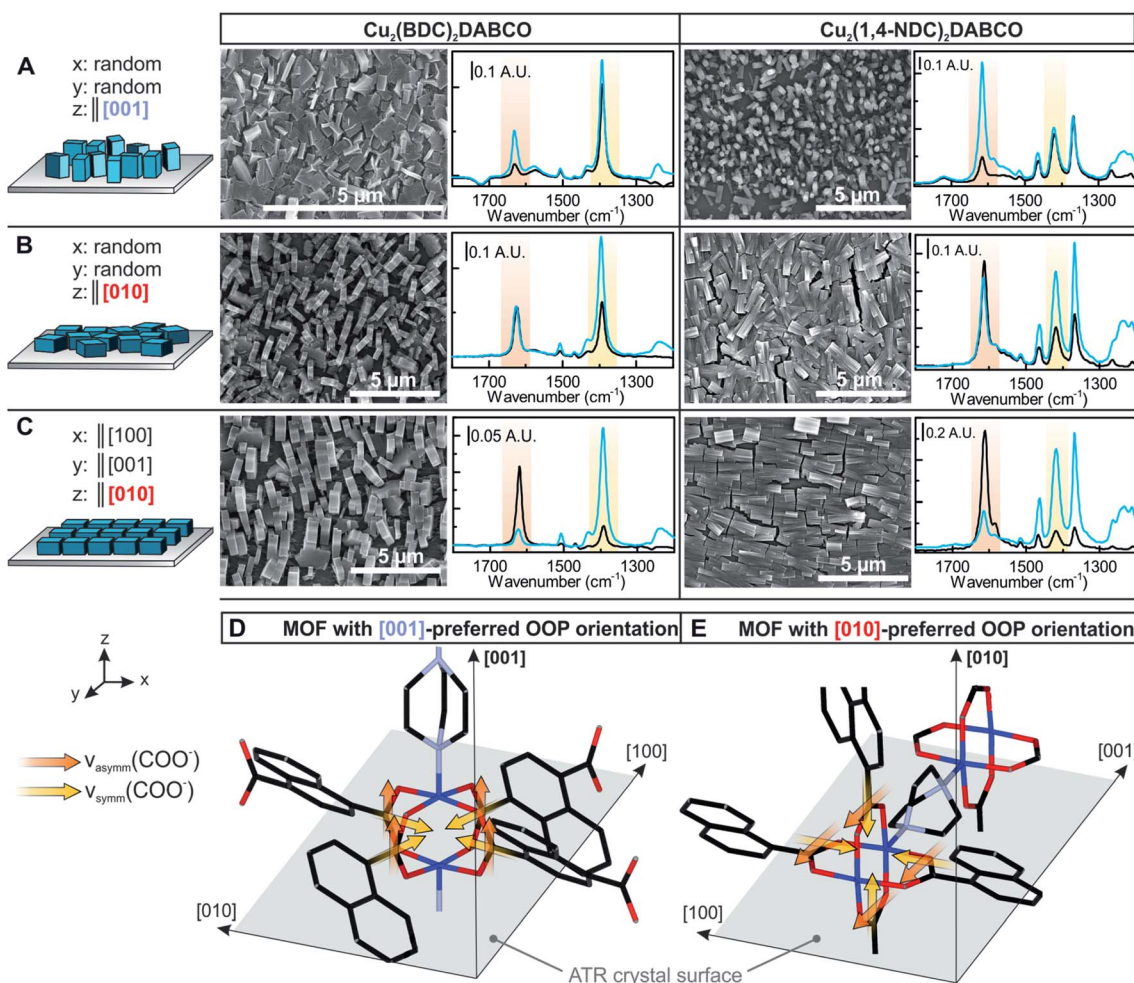 Cu₂(BDC)₂DABCO
Cu₂(1,4-NDC)₂DABCO
A
x: random
y: random
z: ∥[001]
5 µm
0.1 A.U.
1700 1500 1300
Wavenumber (cm⁻¹)
5 µm
0.1 A.U.
1700 1500 1300
Wavenumber (cm⁻¹)
B
x: random
y: random
z: ∥[010]
5 µm
0.1 A.U.
1700 1500 1300
Wavenumber (cm⁻¹)
5 µm
0.1 A.U.
1700 1500 1300
Wavenumber (cm⁻¹)
C
x: ∥[100]
y: ∥[001]
z: ∥[010]
5 µm
0.05 A.U.
1700 1500 1300
Wavenumber (cm⁻¹)
5 µm
0.2 A.U.
1700 1500 1300
Wavenumber (cm⁻¹)
z
y
x
ν asymm(COO⁻)
ν symm(COO⁻)
D MOF with [001]-preferred OOP orientation
[001]
[100]
[010]
E MOF with [010]-preferred OOP orientation
[010]
[001]
[100]
ATR crystal surface